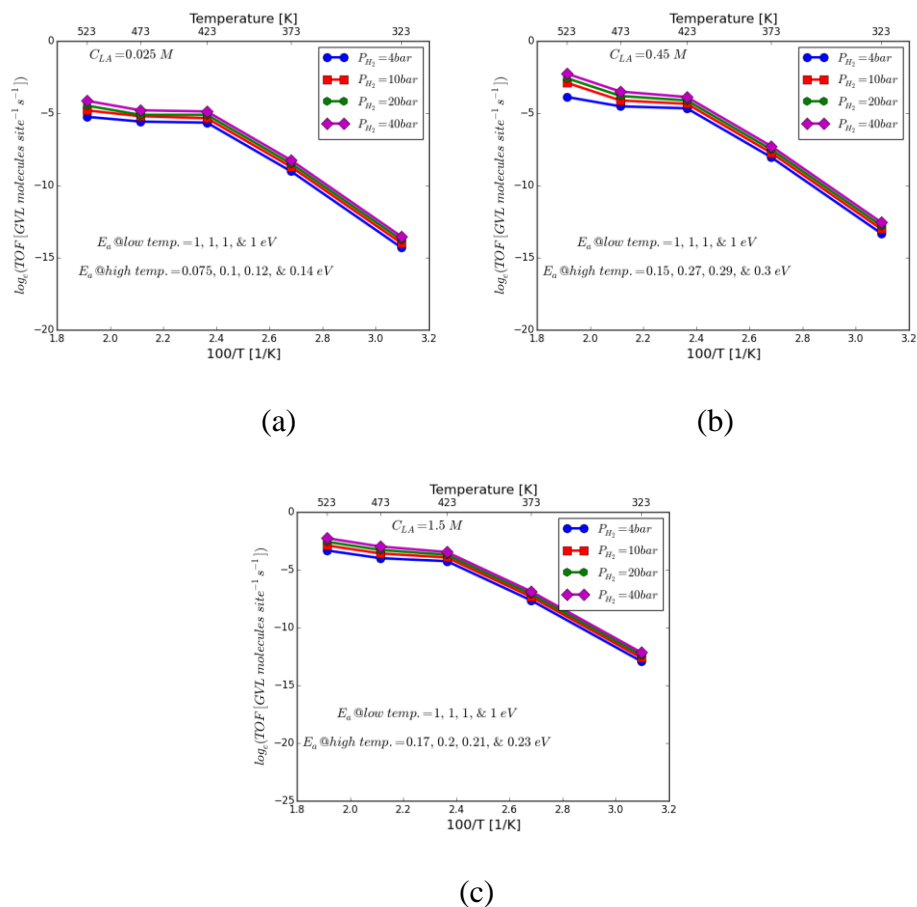 Temperature [K]
523 473 423 373 323
C_LA = 0.025 M
P_H2 = 4bar
P_H2 = 10bar
P_H2 = 20bar
P_H2 = 40bar
log_e(TOF [GVL molecules site^-1 s^-1])
0
−5
−10
−15
−20
E_a @low temp. = 1, 1, 1, & 1 eV
E_a @high temp. = 0.075, 0.1, 0.12, & 0.14 eV
1.8 2.0 2.2 2.4 2.6 2.8 3.0 3.2
100/T [1/K]
(a)
Temperature [K]
523 473 423 373 323
C_LA = 0.45 M
P_H2 = 4bar
P_H2 = 10bar
P_H2 = 20bar
P_H2 = 40bar
log_e(TOF [GVL molecules site^-1 s^-1])
0
−5
−10
−15
−20
E_a @low temp. = 1, 1, 1, & 1 eV
E_a @high temp. = 0.15, 0.27, 0.29, & 0.3 eV
1.8 2.0 2.2 2.4 2.6 2.8 3.0 3.2
100/T [1/K]
(b)
Temperature [K]
523 473 423 373 323
C_LA = 1.5 M
P_H2 = 4bar
P_H2 = 10bar
P_H2 = 20bar
P_H2 = 40bar
log_e(TOF [GVL molecules site^-1 s^-1])
0
−5
−10
−15
−20
−25
E_a @low temp. = 1, 1, 1, & 1 eV
E_a @high temp. = 0.17, 0.2, 0.21, & 0.23 eV
1.8 2.0 2.2 2.4 2.6 2.8 3.0 3.2
100/T [1/K]
(c)